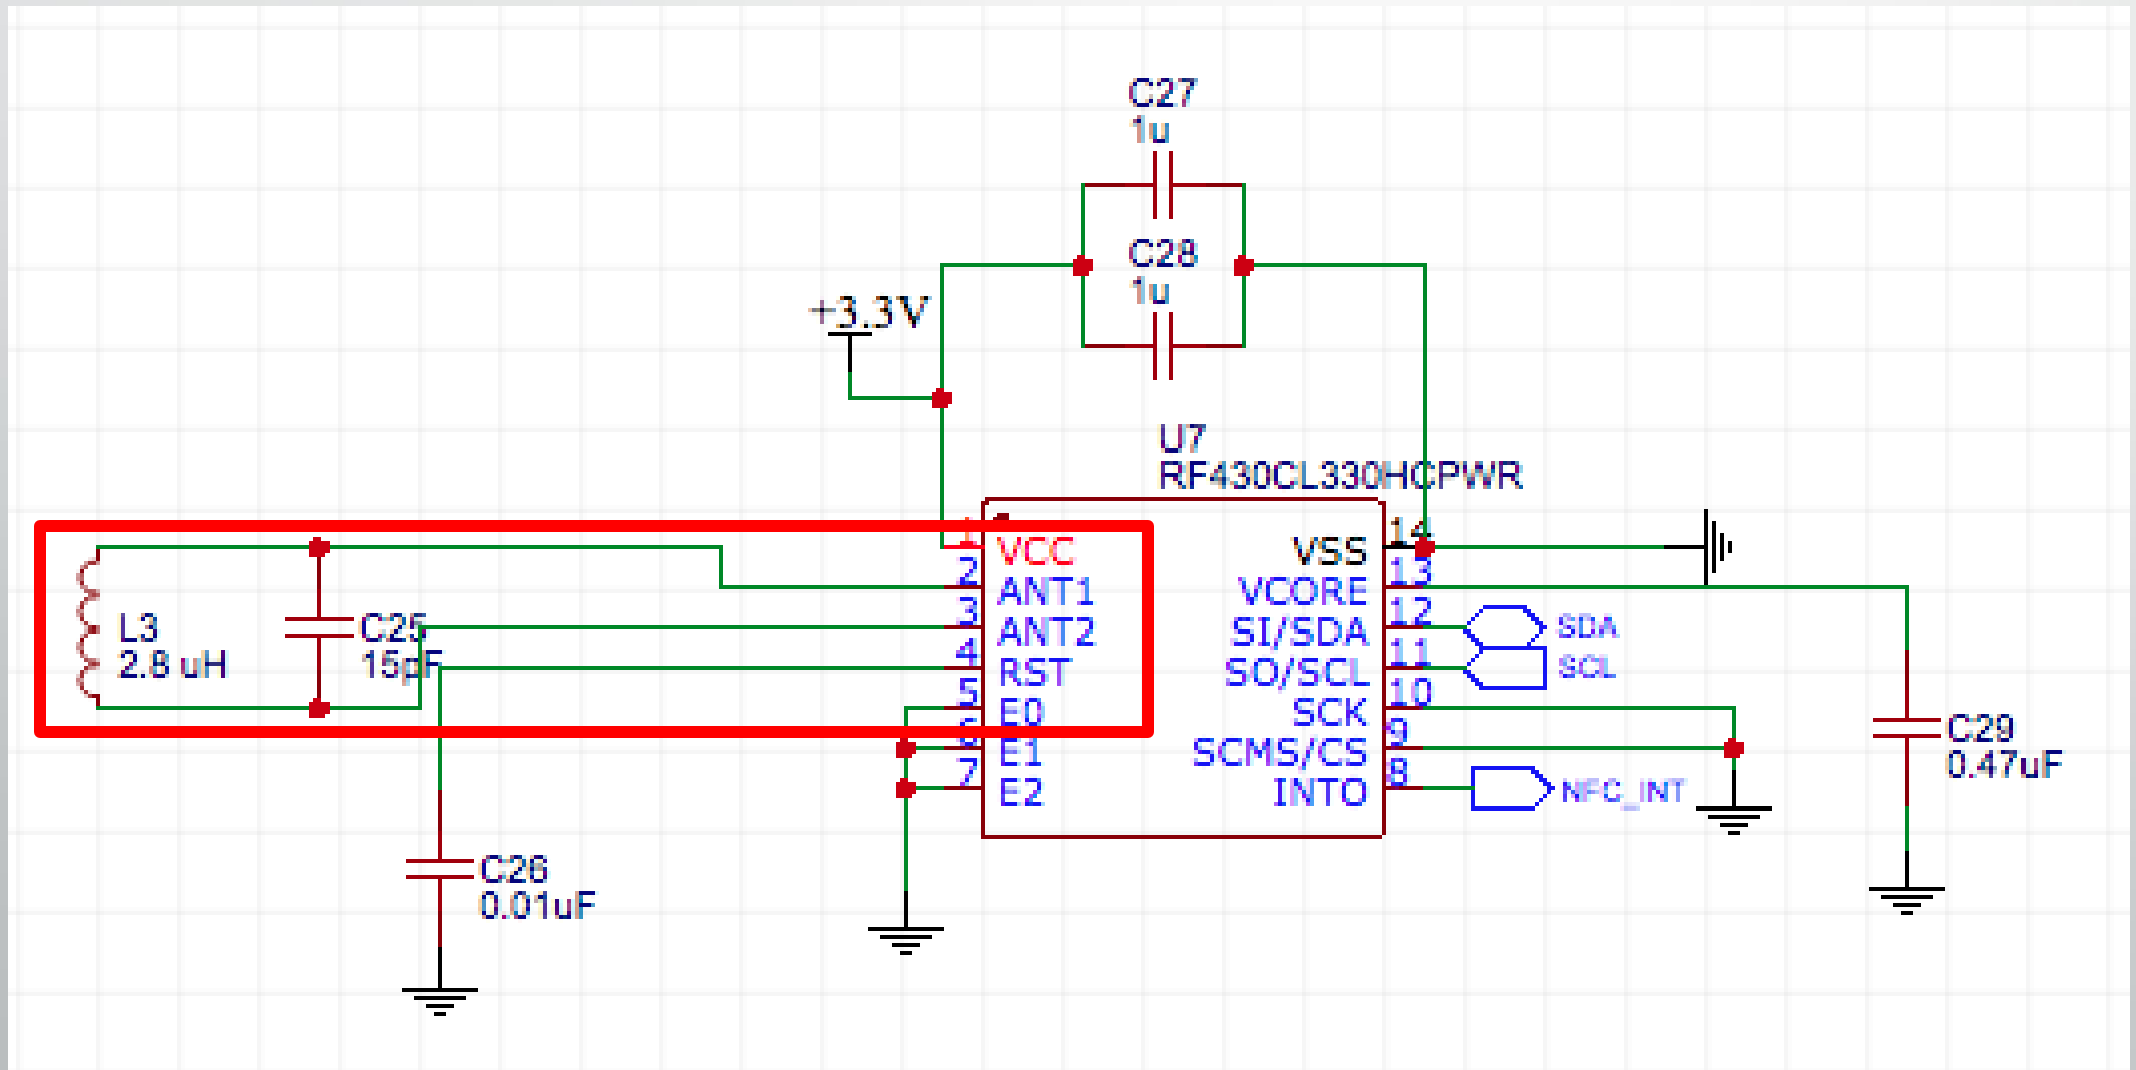 C27
1u
C28
1u
+3.3V
U7
RF430CL330HCPWR
L3
2.8 uH
C25
15pF
C26
0.01uF
1
2
3
4
5
6
7
VCC
ANT1
ANT2
RST
E0
E1
E2
VSS
VCORE
SI/SDA
SO/SCL
SCK
SCMS/CS
INTO
14
13
12
11
10
9
8
SDA
SCL
NFC_INT
C29
0.47uF